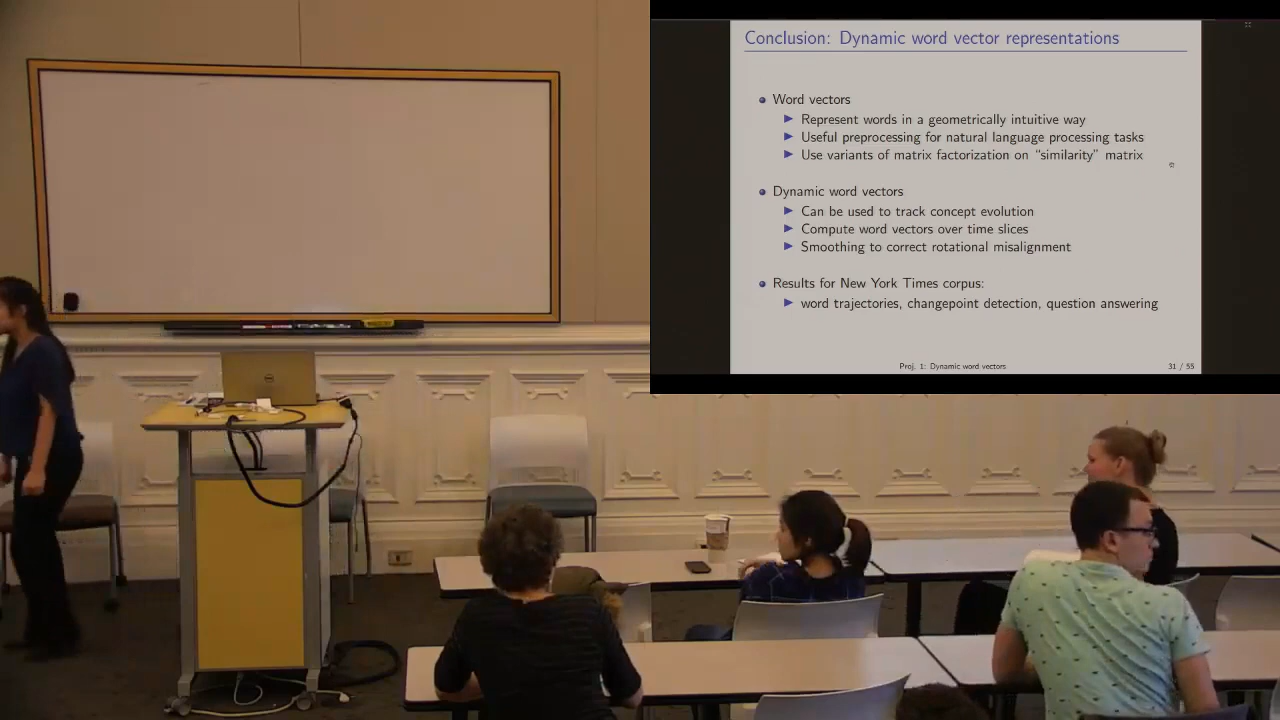 Conclusion: Dynamic word vector representations
Word vectors
Represent words in a geometrically intuitive way
Useful preprocessing for natural language processing tasks
Use variants of matrix factorization on “similarity” matrix
Dynamic word vectors
Can be used to track concept evolution
Compute word vectors over time slices
Smoothing to correct rotational misalignment
Results for New York Times corpus:
word trajectories, changepoint detection, question answering
Proj. 1: Dynamic word vectors
31 / 55